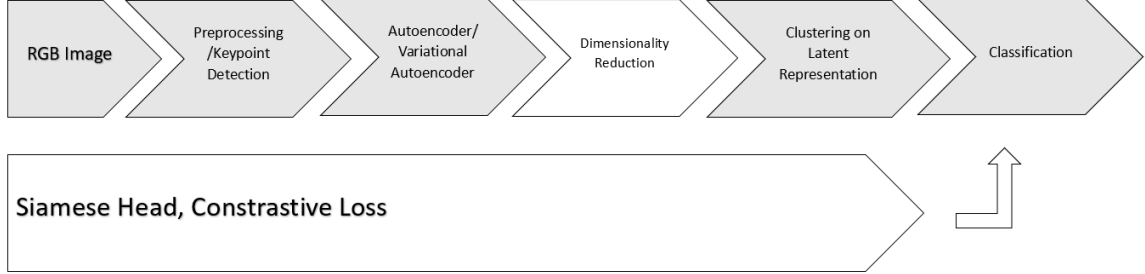 RGB Image
Preprocessing
/Keypoint
Detection
Autoencoder/
Variational
Autoencoder
Dimensionality
Reduction
Clustering on
Latent
Representation
Classification
Siamese Head, Constrastive Loss